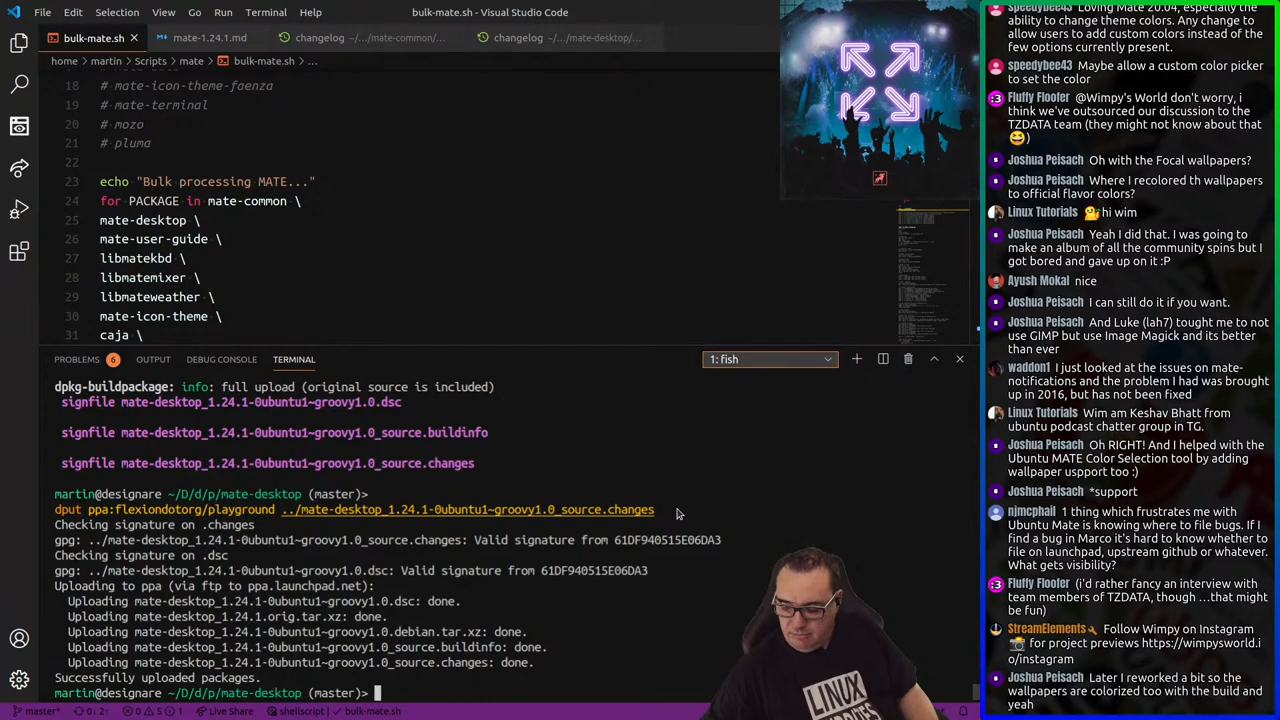 File Edit Selection View Go Run Terminal Help
bulk-mate.sh - Visual Studio Code
bulk-mate.sh
mate-1.24.1.md
changelog ~/.../mate-common/...
changelog ~/.../mate-desktop/...
home > martin > Scripts > mate > bulk-mate.sh > ...
18 # mate-icon-theme-faenza
19 # mate-terminal
20 # mozo
21 # pluma
22
23 echo "Bulk processing MATE..."
24 for PACKAGE in mate-common \
25 mate-desktop \
26 mate-user-guide \
27 libmatekbd \
28 libmatemixer \
29 libmateweather \
30 mate-icon-theme \
31 caja \
PROBLEMS 6 OUTPUT DEBUG CONSOLE TERMINAL
1: fish
dpkg-buildpackage: info: full upload (original source is included)
signfile mate-desktop_1.24.1-0ubuntu1~groovy1.0.dsc
signfile mate-desktop_1.24.1-0ubuntu1~groovy1.0_source.buildinfo
signfile mate-desktop_1.24.1-0ubuntu1~groovy1.0_source.changes
martin@designare ~/D/d/p/mate-desktop (master)>
dput ppa:flexiondotorg/playground ../mate-desktop_1.24.1-0ubuntu1~groovy1.0_source.changes
Checking signature on .changes
gpg: ../mate-desktop_1.24.1-0ubuntu1~groovy1.0_source.changes: Valid signature from 61DF940515E06DA3
Checking signature on .dsc
gpg: ../mate-desktop_1.24.1-0ubuntu1~groovy1.0.dsc: Valid signature from 61DF940515E06DA3
Uploading to ppa (via ftp to ppa.launchpad.net):
Uploading mate-desktop_1.24.1-0ubuntu1~groovy1.0.dsc: done.
Uploading mate-desktop_1.24.1.orig.tar.xz: done.
Uploading mate-desktop_1.24.1-0ubuntu1~groovy1.0.debian.tar.xz: done.
Uploading mate-desktop_1.24.1-0ubuntu1~groovy1.0_source.buildinfo: done.
Uploading mate-desktop_1.24.1-0ubuntu1~groovy1.0_source.changes: done.
Successfully uploaded packages.
martin@designare ~/D/d/p/mate-desktop (master)>
master* 0↓ 2↑ 0 5 1 Live Share shellscript | bulk-mate.sh
LINUX
speedybee43 Loving Mate 20.04, especially the
ability to change theme colors. Any change to
allow users to add custom colors instead of the
few options currently present.
speedybee43 Maybe allow a custom color picker
to set the color
Fluffy Floofer @Wimpy's World don't worry, i
think we've outsourced our discussion to the
TZDATA team (they might not know about that
)
Joshua Peisach Oh with the Focal wallpapers?
Joshua Peisach Where I recolored th wallpapers
to official flavor colors?
Linux Tutorials hi wim
Joshua Peisach Yeah I did that. I was going to
make an album of all the community spins but I
got bored and gave up on it :P
Ayush Mokal nice
Joshua Peisach I can still do it if you want.
Joshua Peisach And Luke (lah7) tought me to not
use GIMP but use Image Magick and its better
than ever
waddon1 I just looked at the issues on mate-
notifications and the problem I had was brought
up in 2016, but has not been fixed
Linux Tutorials Wim am Keshav Bhatt from
ubuntu podcast chatter group in TG.
Joshua Peisach Oh RIGHT! And I helped with the
Ubuntu MATE Color Selection tool by adding
wallpaper uspport too :)
Joshua Peisach *support
njmcphail 1 thing which frustrates me with
Ubuntu Mate is knowing where to file bugs. If I
find a bug in Marco it's hard to know whether to
file on launchpad, upstream github or whatever.
What gets visibility?
Fluffy Floofer (i'd rather fancy an interview with
team members of TZDATA, though ...that might
be fun)
StreamElements Follow Wimpy on Instagram
for project previews https://wimpysworld.i
o/instagram
Joshua Peisach Later I reworked a bit so the
wallpapers are colorized too with the build and
yeah